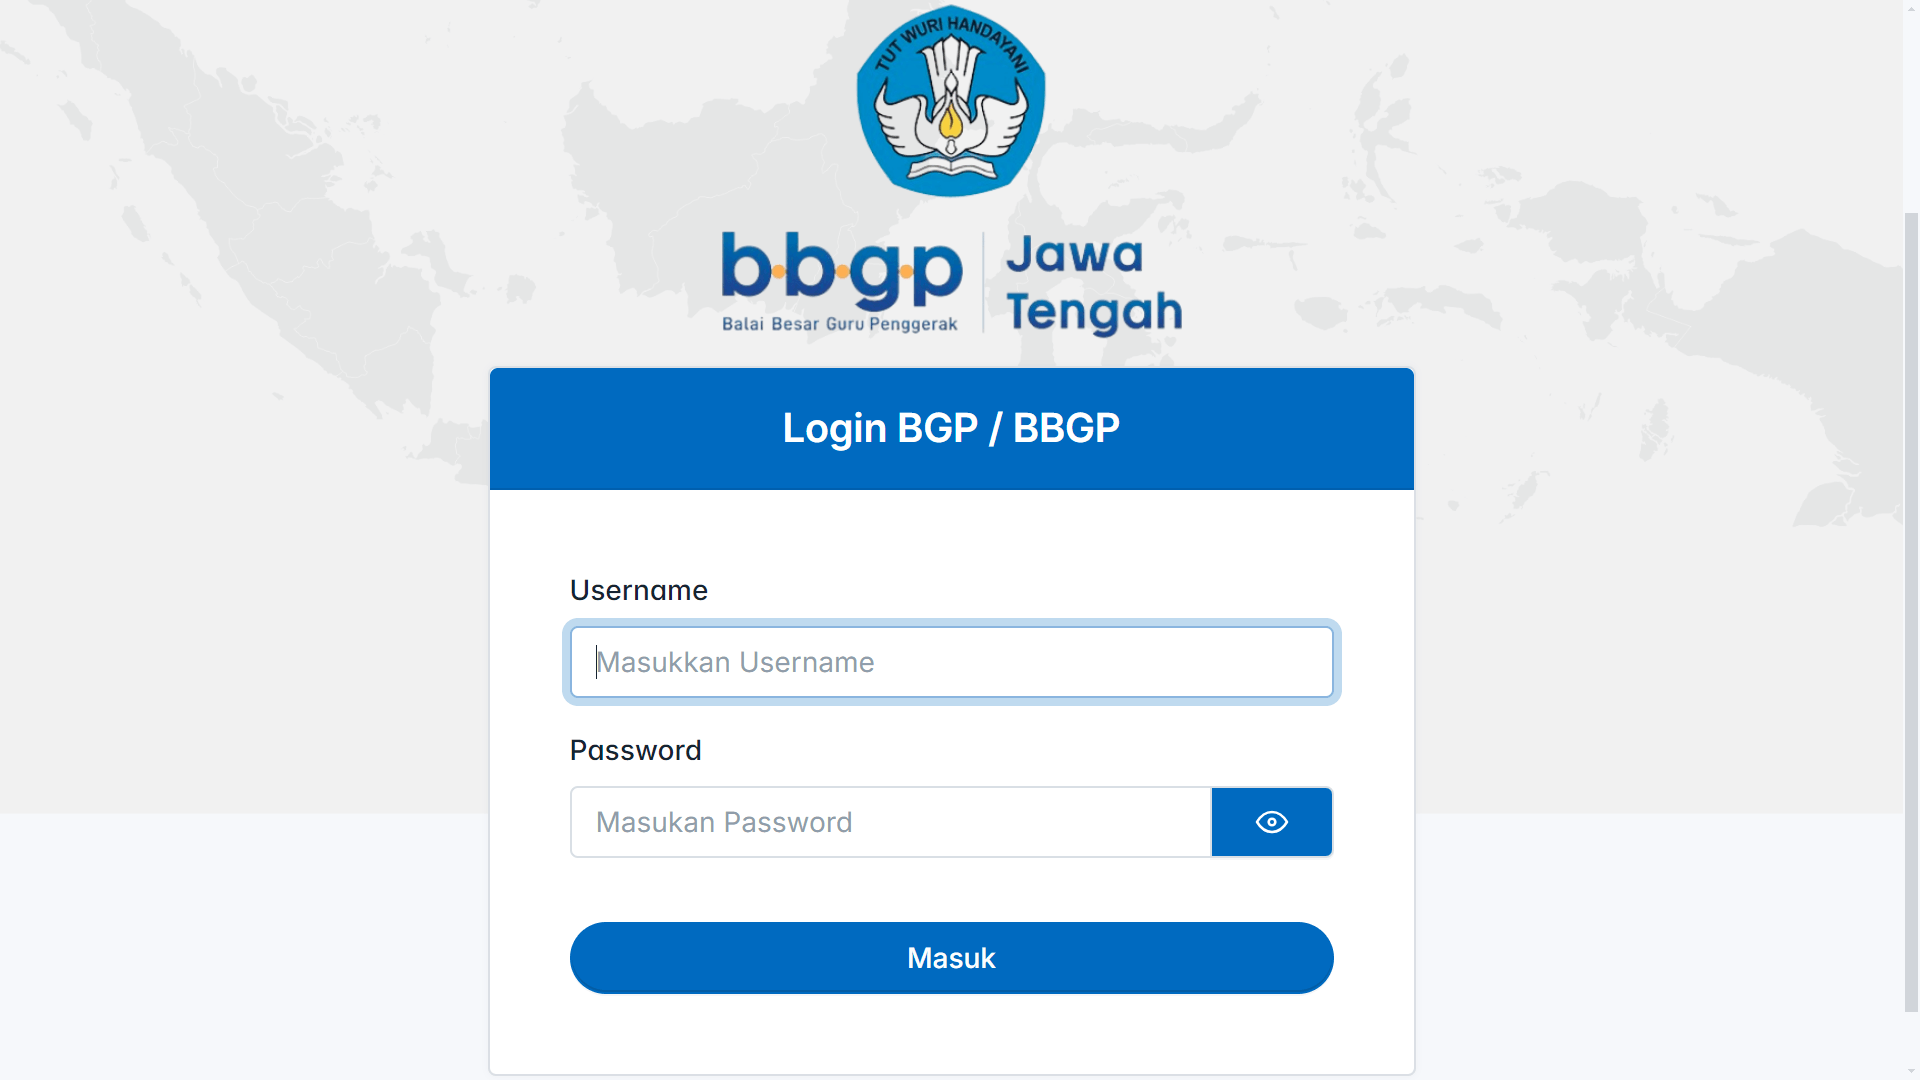 TUT WURI HANDAYANI
bbgp
Balai Besar Guru Penggerak
Jawa
Tengah
Login BGP / BBGP
Username
Masukkan Username
Password
Masukan Password
Masuk